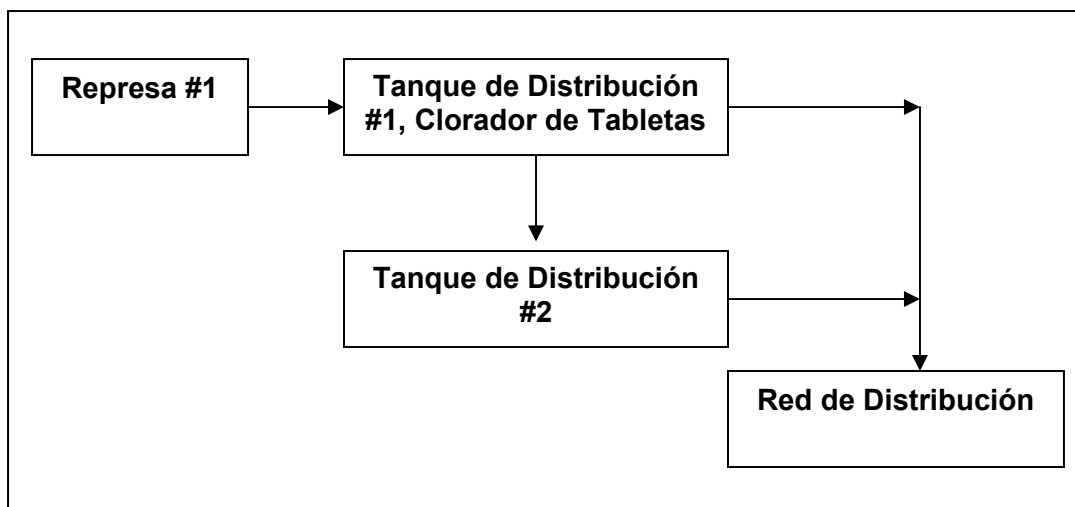 Represa #1
Tanque de Distribución
#1, Clorador de Tabletas
Tanque de Distribución
#2
Red de Distribución